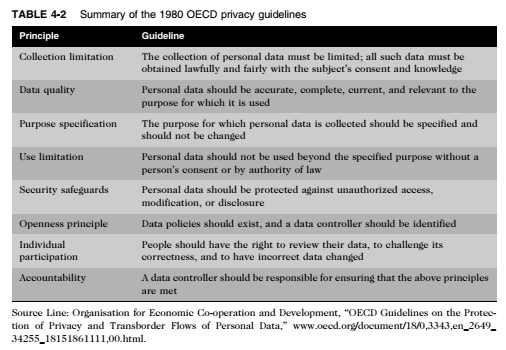 TABLE 4-2 Summary of the 1980 OECD privacy guidelines
Principle Guideline
Collection limitation The collection of personal data must be limited; all such data must be
obtained lawfully and fairly with the subject's consent and knowledge
Data quality Personal data should be accurate, complete, current, and relevant to the
purpose for which it is used
Purpose specification The purpose for which personal data is collected should be specified and
should not be changed
Use limitation Personal data should not be used beyond the specified purpose without a
person's consent or by authority of law
Security safeguards Personal data should be protected against unauthorized access,
modification, or disclosure
Openness principle Data policies should exist, and a data controller should be identified
Individual People should have the right to review their data, to challenge its
participation correctness, and to have incorrect data changed
Accountability A data controller should be responsible for ensuring that the above principles
are met
Source Line: Organisation for Economic Co-operation and Development, "OECD Guidelines on the Protec-
tion of Privacy and Transborder Flows of Personal Data," www.oecd.org/document/18/0,3343,en_2649_
34255_18151861111,00.html.